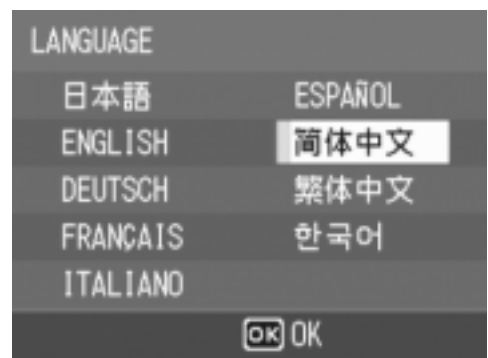 LANGUAGE
日本語 ESPAÑOL
ENGLISH 简体中文
DEUTSCH 繁体中文
FRANÇAIS 한국어
ITALIANO
OK OK